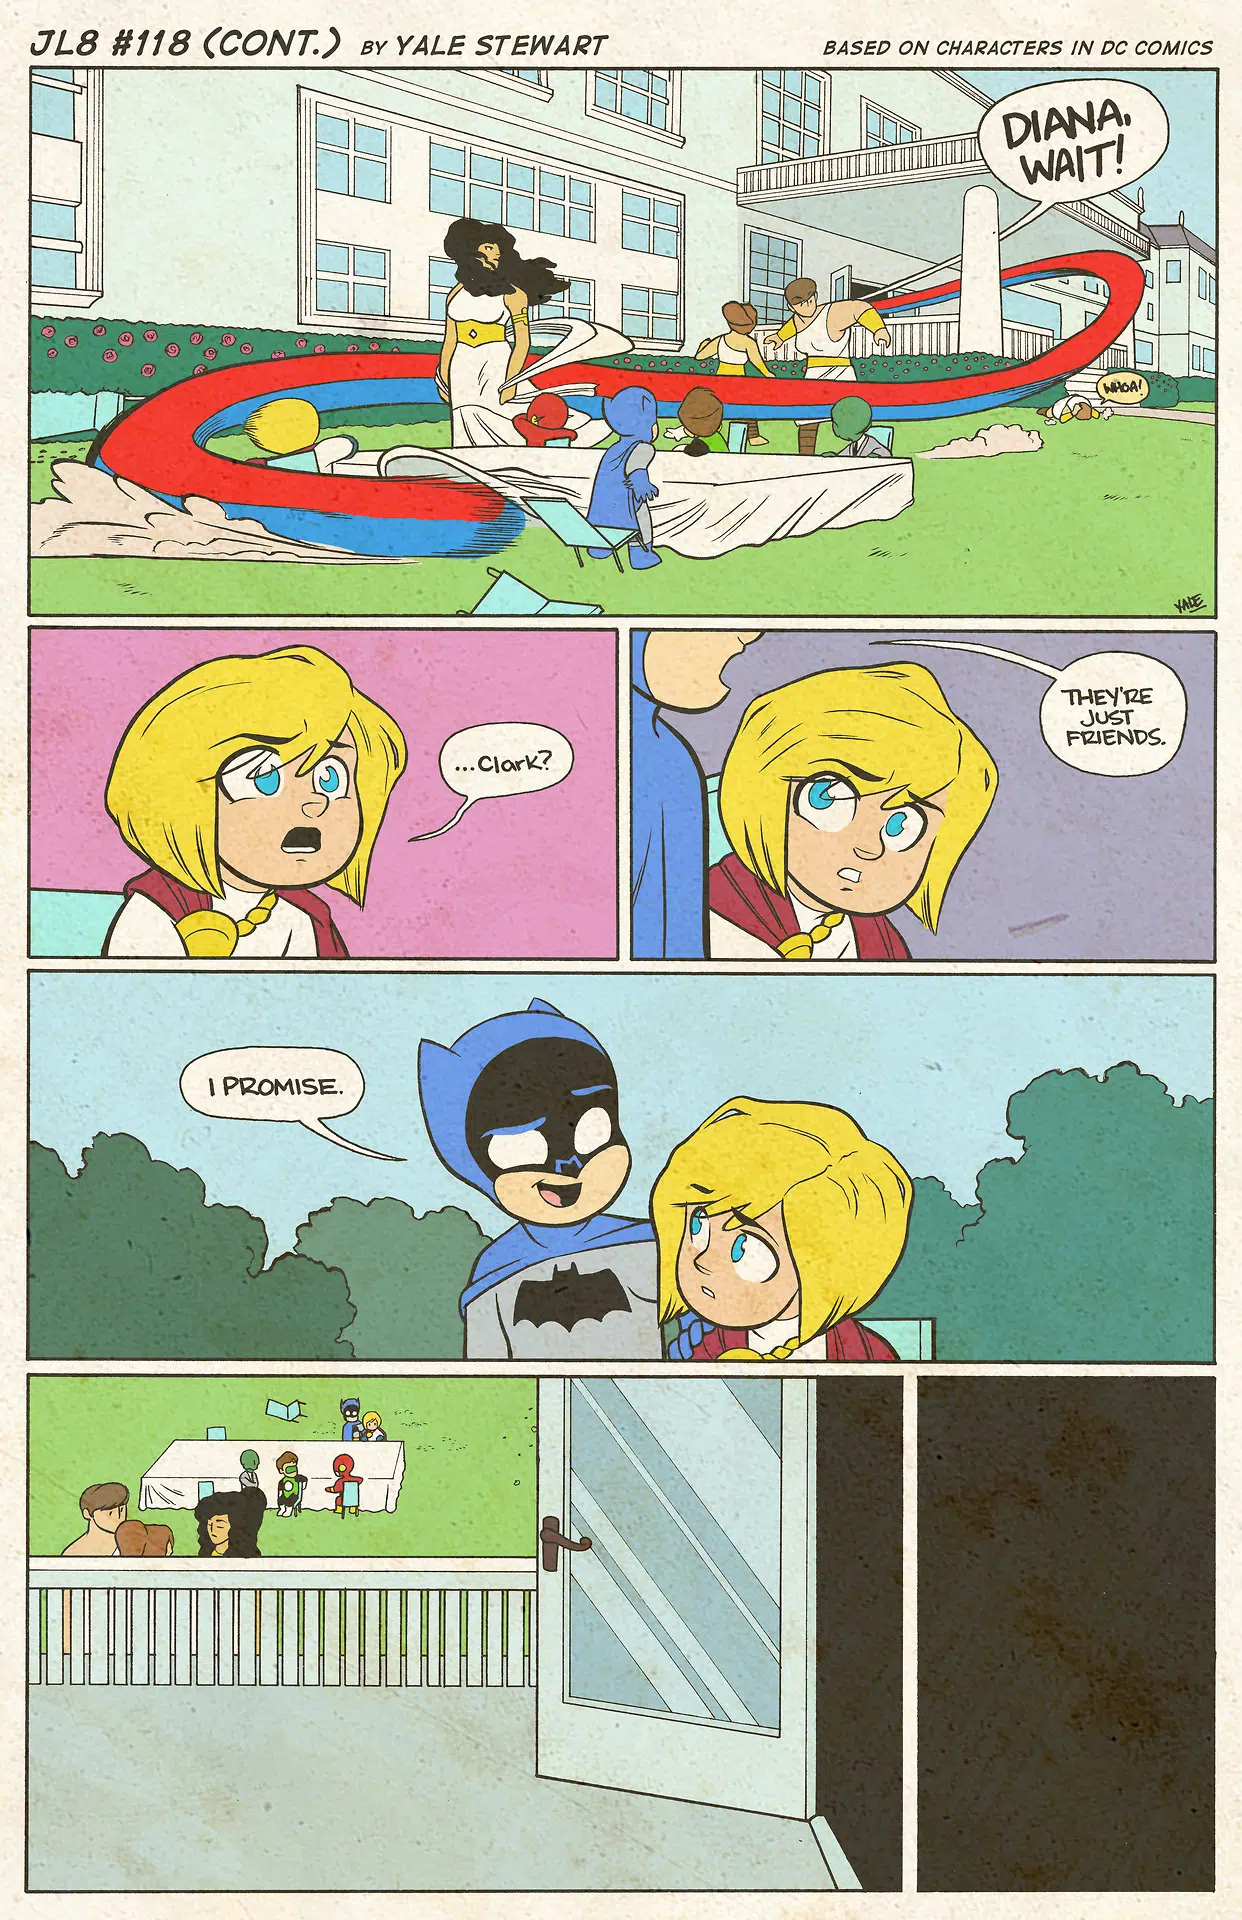 JL8 #118 (CONT.) BY YALE STEWART
BASED ON CHARACTERS IN DC COMICS
DIANA,
WAIT!
WHOA!
YALE
...Clark?
THEY'RE
JUST
FRIENDS.
I PROMISE.